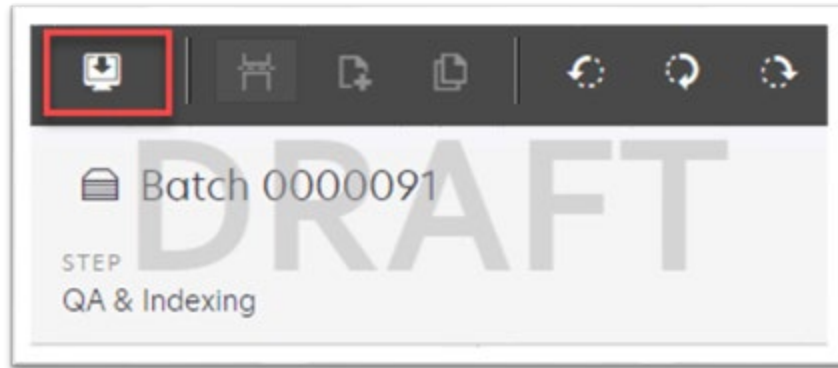 DRAFT
Batch 0000091
STEP
QA & Indexing